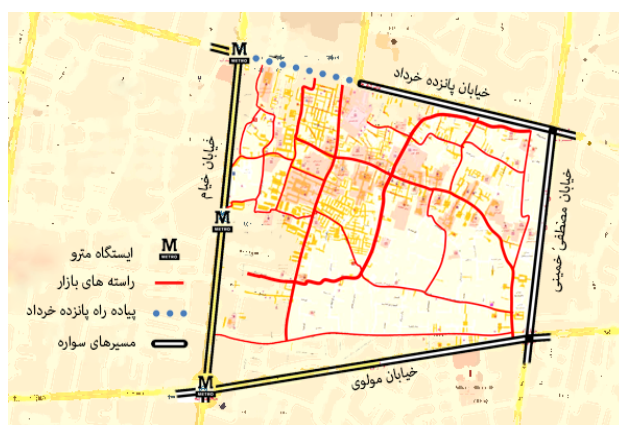 M
METRO
خیابان پانزده خرداد
خیابان خیام
خیابان مصطفی خمینی
M
METRO
ایستگاه مترو
M
METRO
راسته های بازار
پیاده راه پانزده خرداد
مسیرهای سواره
خیابان مولوی
M
METRO